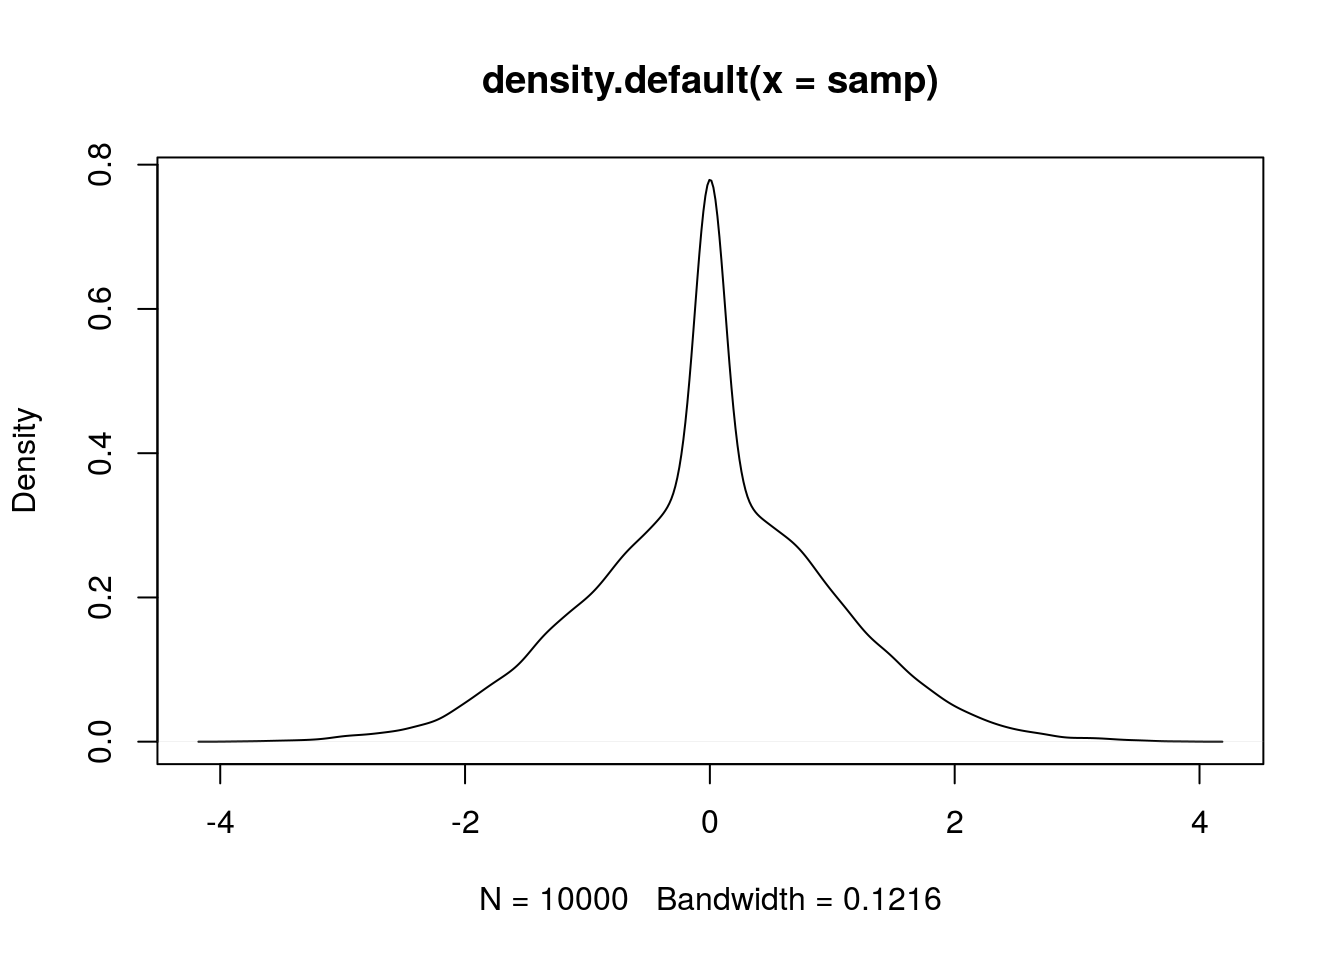 density.default(x = samp)
Density
0.8
0.6
0.4
0.2
0.0
-4 -2 0 2 4
N = 10000 Bandwidth = 0.1216